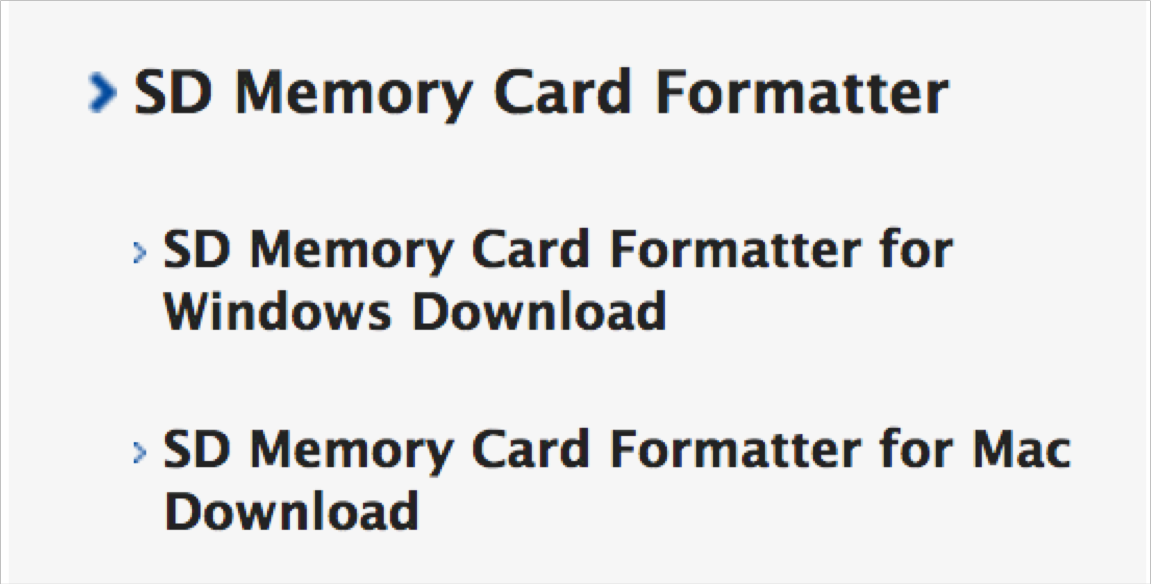 SD Memory Card Formatter
SD Memory Card Formatter for
Windows Download
SD Memory Card Formatter for Mac
Download